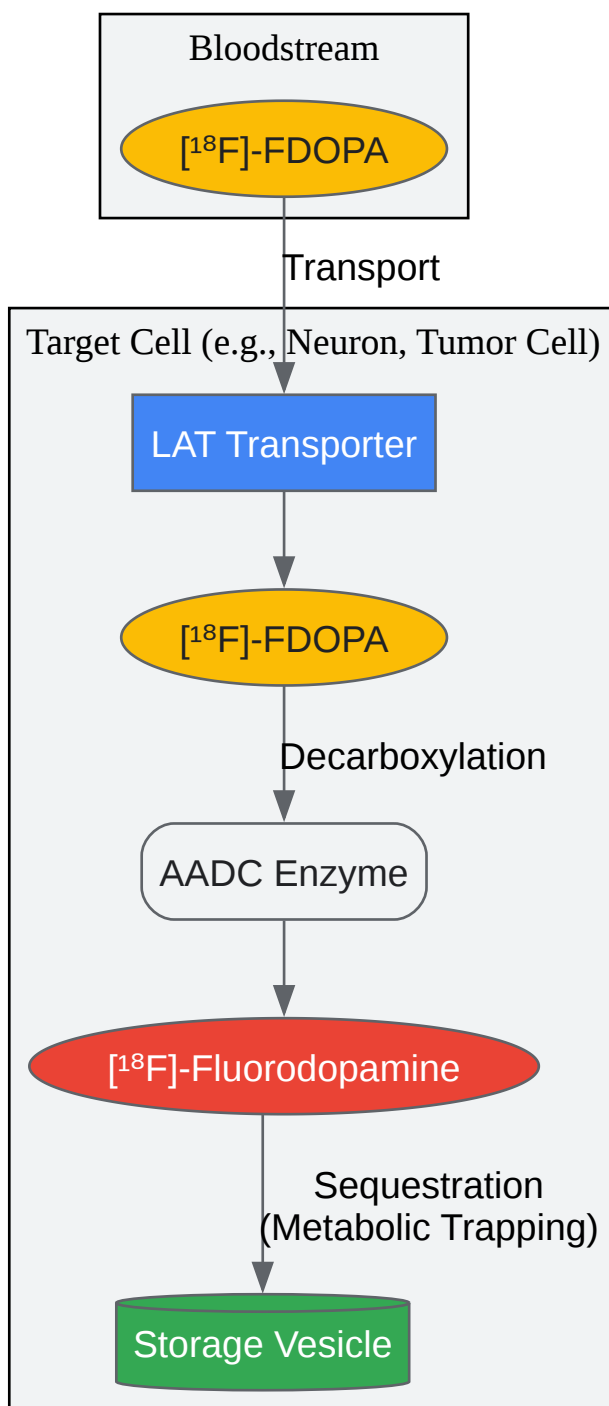 Bloodstream
[¹⁸F]-FDOPA
Transport
Target Cell (e.g., Neuron, Tumor Cell)
LAT Transporter
[¹⁸F]-FDOPA
Decarboxylation
AADC Enzyme
[¹⁸F]-Fluorodopamine
Sequestration
(Metabolic Trapping)
Storage Vesicle